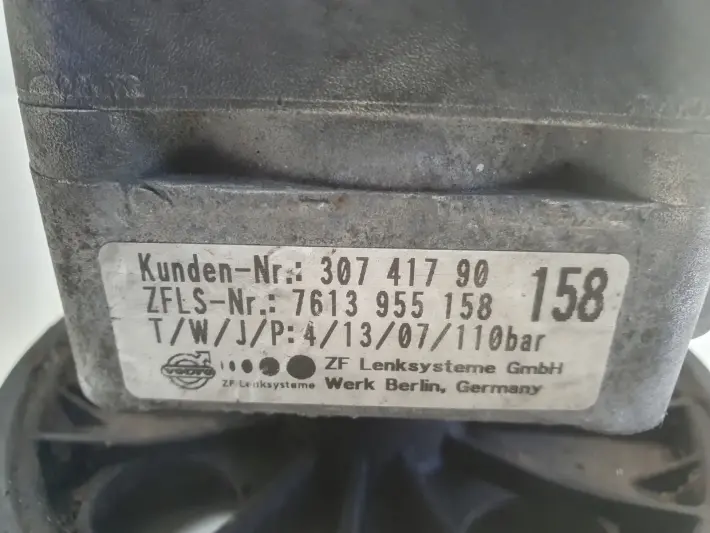 Kunden-Nr.: 307 417 90
158
ZFLS-Nr.: 7613 955 158
T/W/J/P: 4/13/07/110bar
VOLVO
ZF Lenksysteme
ZF Lenksysteme GmbH
Werk Berlin, Germany